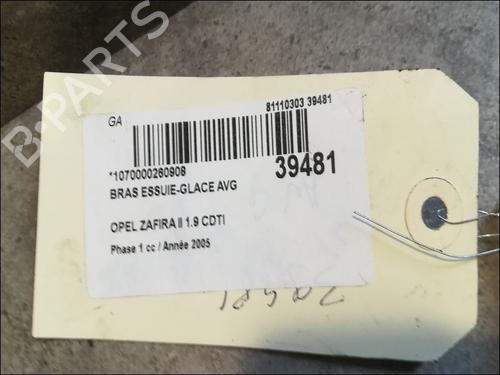 B-PARTS
GA
81110303 39481
*1070000260908
39481
BRAS ESSUIE-GLACE AVG
OPEL ZAFIRA II 1.9 CDTI
Phase 1 cc / Année 2005